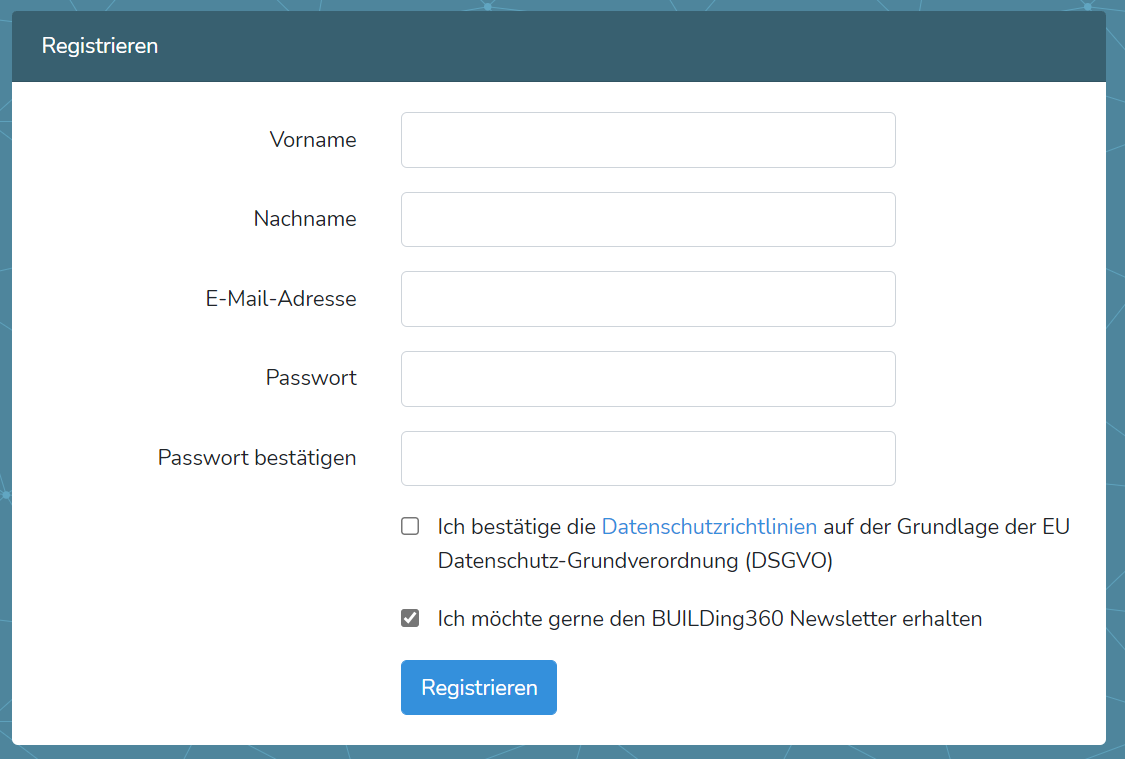 Registrieren
Vorname
Nachname
E-Mail-Adresse
Passwort
Passwort bestätigen
Ich bestätige die Datenschutzrichtlinien auf der Grundlage der EU
Datenschutz-Grundverordnung (DSGVO)
Ich möchte gerne den BUILDing360 Newsletter erhalten
Registrieren